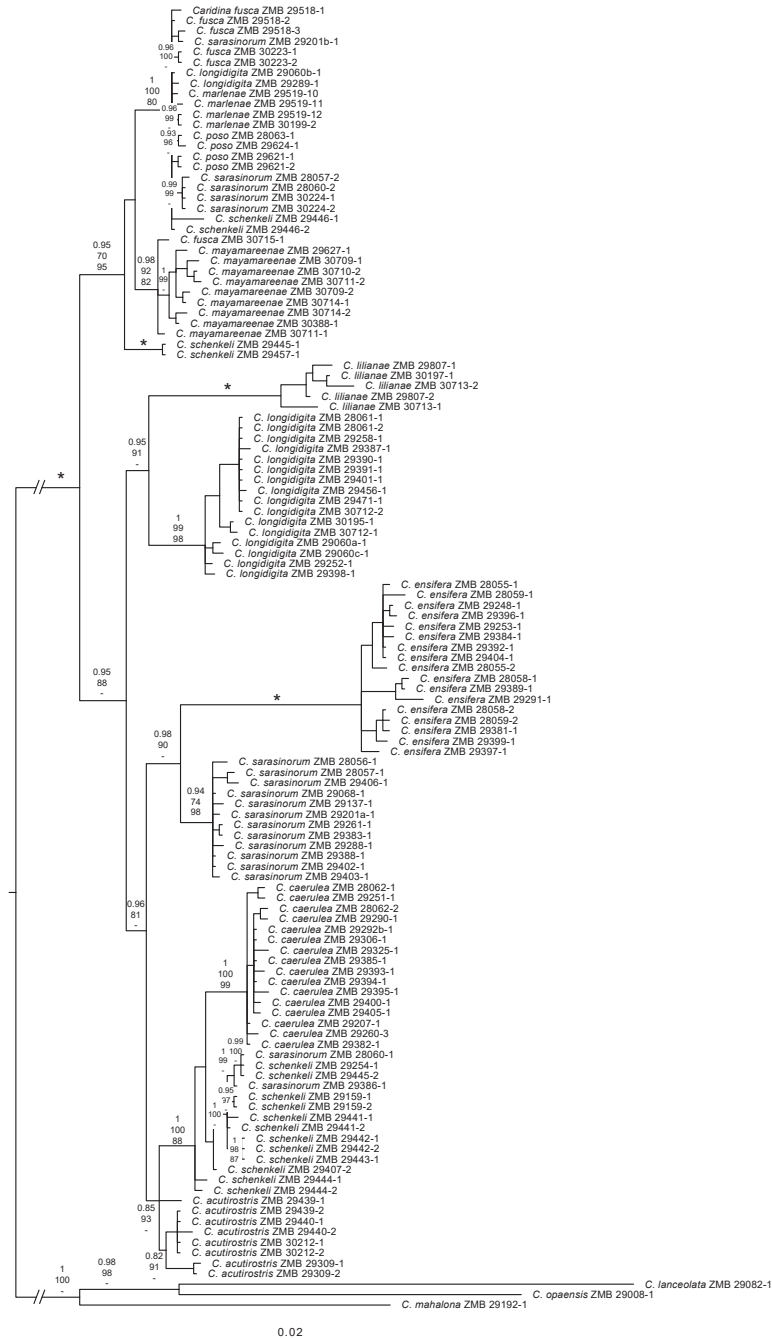 Caridina fusca ZMB 29518-1
C. fusca ZMB 29518-2
C. fusca ZMB 29518-3
C. sarasinorum ZMB 29201b-1
0.96
100
-
C. fusca ZMB 30223-1
C. fusca ZMB 30223-2
C. longidigita ZMB 29060b-1
1
100
80
C. longidigita ZMB 29289-1
C. marlenae ZMB 29519-10
C. marlenae ZMB 29519-11
0.96
99
-
C. marlenae ZMB 29519-12
C. marlenae ZMB 30199-2
0.93
96
-
C. poso ZMB 28063-1
C. poso ZMB 29624-1
C. poso ZMB 29621-1
C. poso ZMB 29621-2
0.99
99
-
C. sarasinorum ZMB 28057-2
C. sarasinorum ZMB 28060-2
C. sarasinorum ZMB 30224-1
C. sarasinorum ZMB 30224-2
C. schenkeli ZMB 29446-1
C. schenkeli ZMB 29446-2
C. fusca ZMB 30715-1
0.95
70
95
0.98
92
82
1
99
-
C. mayamareenae ZMB 29627-1
C. mayamareenae ZMB 30709-1
C. mayamareenae ZMB 30710-2
C. mayamareenae ZMB 30711-2
C. mayamareenae ZMB 30709-2
C. mayamareenae ZMB 30714-1
C. mayamareenae ZMB 30714-2
C. mayamareenae ZMB 30388-1
C. mayamareenae ZMB 30711-1
*
C. schenkeli ZMB 29445-1
C. schenkeli ZMB 29457-1
C. lilianae ZMB 29807-1
C. lilianae ZMB 30197-1
*
C. lilianae ZMB 30713-2
C. lilianae ZMB 29807-2
C. lilianae ZMB 30713-1
C. longidigita ZMB 28061-1
C. longidigita ZMB 28061-2
C. longidigita ZMB 29258-1
0.95
91
-
C. longidigita ZMB 29387-1
C. longidigita ZMB 29390-1
*
C. longidigita ZMB 29391-1
C. longidigita ZMB 29401-1
C. longidigita ZMB 29456-1
C. longidigita ZMB 29471-1
C. longidigita ZMB 30712-2
C. longidigita ZMB 30195-1
1
99
98
C. longidigita ZMB 30712-1
C. longidigita ZMB 29060a-1
C. longidigita ZMB 29060c-1
C. longidigita ZMB 29252-1
C. longidigita ZMB 29398-1
C. ensifera ZMB 28055-1
C. ensifera ZMB 28059-1
C. ensifera ZMB 29248-1
C. ensifera ZMB 29396-1
C. ensifera ZMB 29253-1
C. ensifera ZMB 29384-1
C. ensifera ZMB 29392-1
C. ensifera ZMB 29404-1
C. ensifera ZMB 28055-2
0.95
88
-
C. ensifera ZMB 28058-1
C. ensifera ZMB 29389-1
*
C. ensifera ZMB 29291-1
C. ensifera ZMB 28058-2
C. ensifera ZMB 28059-2
C. ensifera ZMB 29381-1
0.98
90
-
C. ensifera ZMB 29399-1
C. ensifera ZMB 29397-1
C. sarasinorum ZMB 28056-1
C. sarasinorum ZMB 28057-1
C. sarasinorum ZMB 29406-1
0.94
74
98
C. sarasinorum ZMB 29068-1
C. sarasinorum ZMB 29137-1
C. sarasinorum ZMB 29201a-1
C. sarasinorum ZMB 29261-1
C. sarasinorum ZMB 29383-1
C. sarasinorum ZMB 29288-1
C. sarasinorum ZMB 29388-1
C. sarasinorum ZMB 29402-1
C. sarasinorum ZMB 29403-1
C. caerulea ZMB 28062-1
C. caerulea ZMB 29251-1
0.96
81
-
C. caerulea ZMB 28062-2
C. caerulea ZMB 29290-1
C. caerulea ZMB 29292b-1
C. caerulea ZMB 29306-1
C. caerulea ZMB 29325-1
1
100
99
C. caerulea ZMB 29385-1
C. caerulea ZMB 29393-1
C. caerulea ZMB 29394-1
C. caerulea ZMB 29395-1
C. caerulea ZMB 29400-1
C. caerulea ZMB 29405-1
C. caerulea ZMB 29207-1
C. caerulea ZMB 29260-3
C. caerulea ZMB 29382-1
0.99
100
-
1
99
-
C. sarasinorum ZMB 28060-1
C. schenkeli ZMB 29254-1
C. schenkeli ZMB 29445-2
C. sarasinorum ZMB 29386-1
0.95
97
-
C. schenkeli ZMB 29159-1
C. schenkeli ZMB 29159-2
1
100
-
C. schenkeli ZMB 29441-1
C. schenkeli ZMB 29441-2
1
100
88
1
98
87
C. schenkeli ZMB 29442-1
C. schenkeli ZMB 29442-2
C. schenkeli ZMB 29443-1
C. schenkeli ZMB 29407-2
C. schenkeli ZMB 29444-1
C. schenkeli ZMB 29444-2
0.85
93
-
C. acutirostris ZMB 29439-1
C. acutirostris ZMB 29439-2
C. acutirostris ZMB 29440-1
C. acutirostris ZMB 29440-2
C. acutirostris ZMB 30212-1
C. acutirostris ZMB 30212-2
0.82
91
-
C. acutirostris ZMB 29309-1
C. acutirostris ZMB 29309-2
1
100
-
0.98
98
-
C. lanceolata ZMB 29082-1
C. opaensis ZMB 29008-1
C. mahalona ZMB 29192-1
0.02